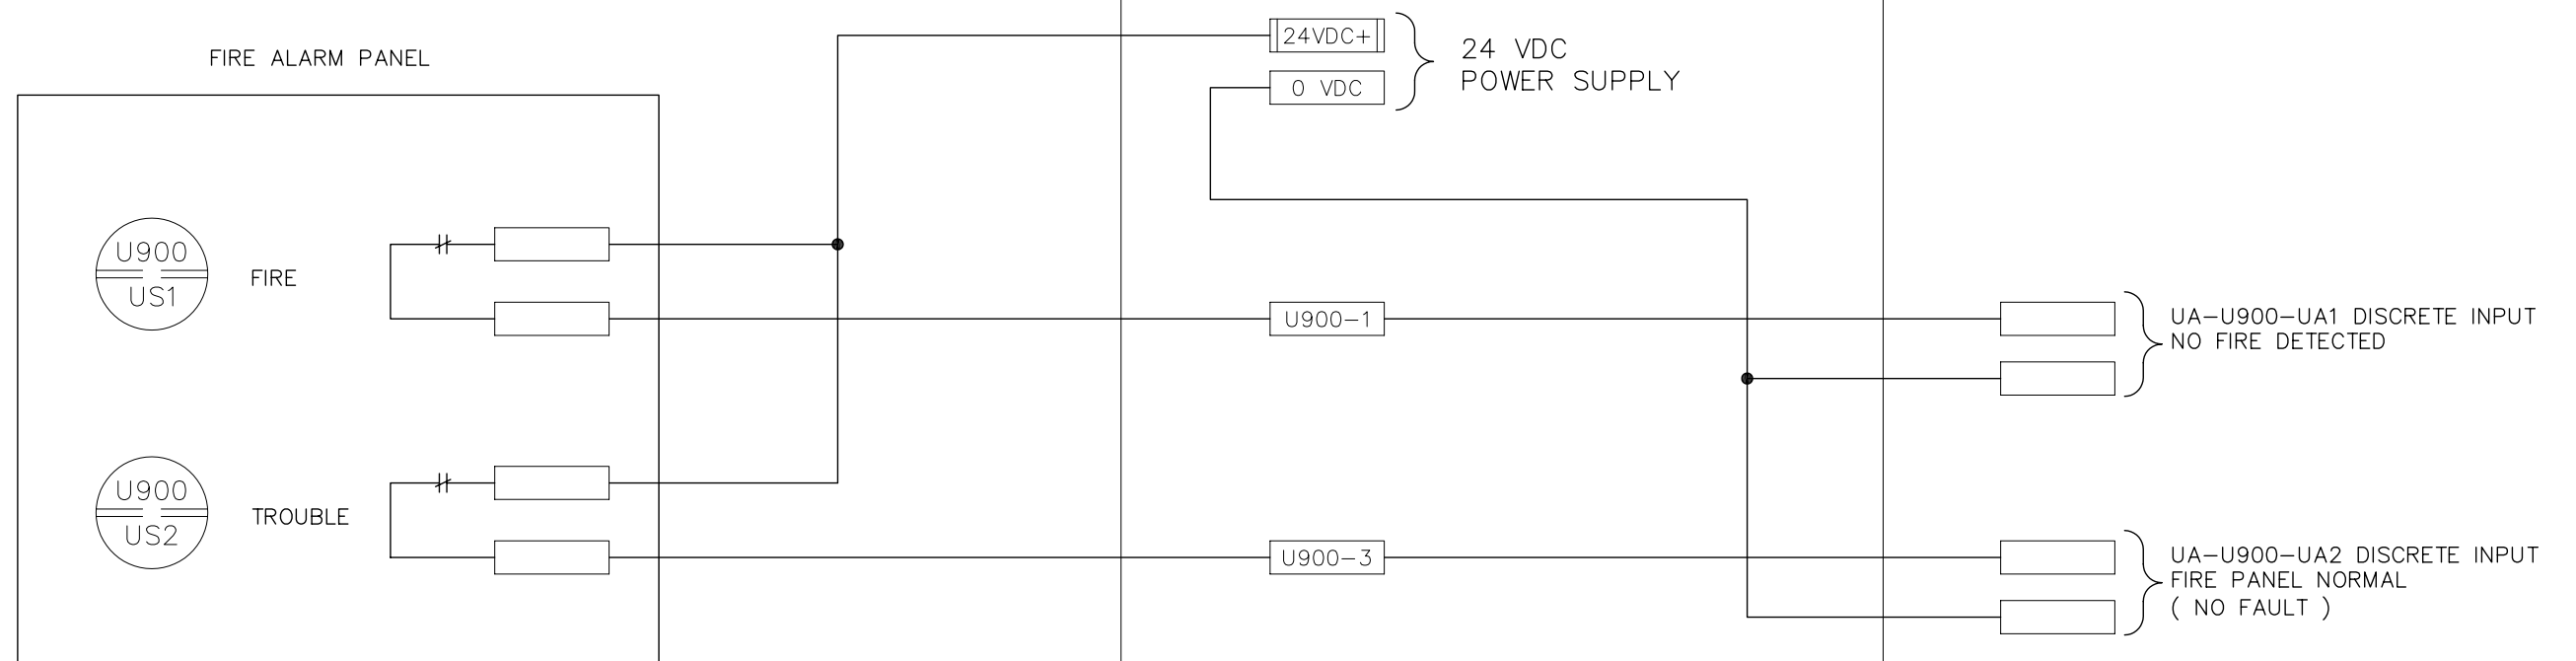 FIRE ALARM PANEL
24VDC+
0 VDC
24 VDC
POWER SUPPLY
U900
US1
FIRE
U900-1
UA-U900-UA1 DISCRETE INPUT
NO FIRE DETECTED
U900
US2
TROUBLE
U900-3
UA-U900-UA2 DISCRETE INPUT
FIRE PANEL NORMAL
( NO FAULT )